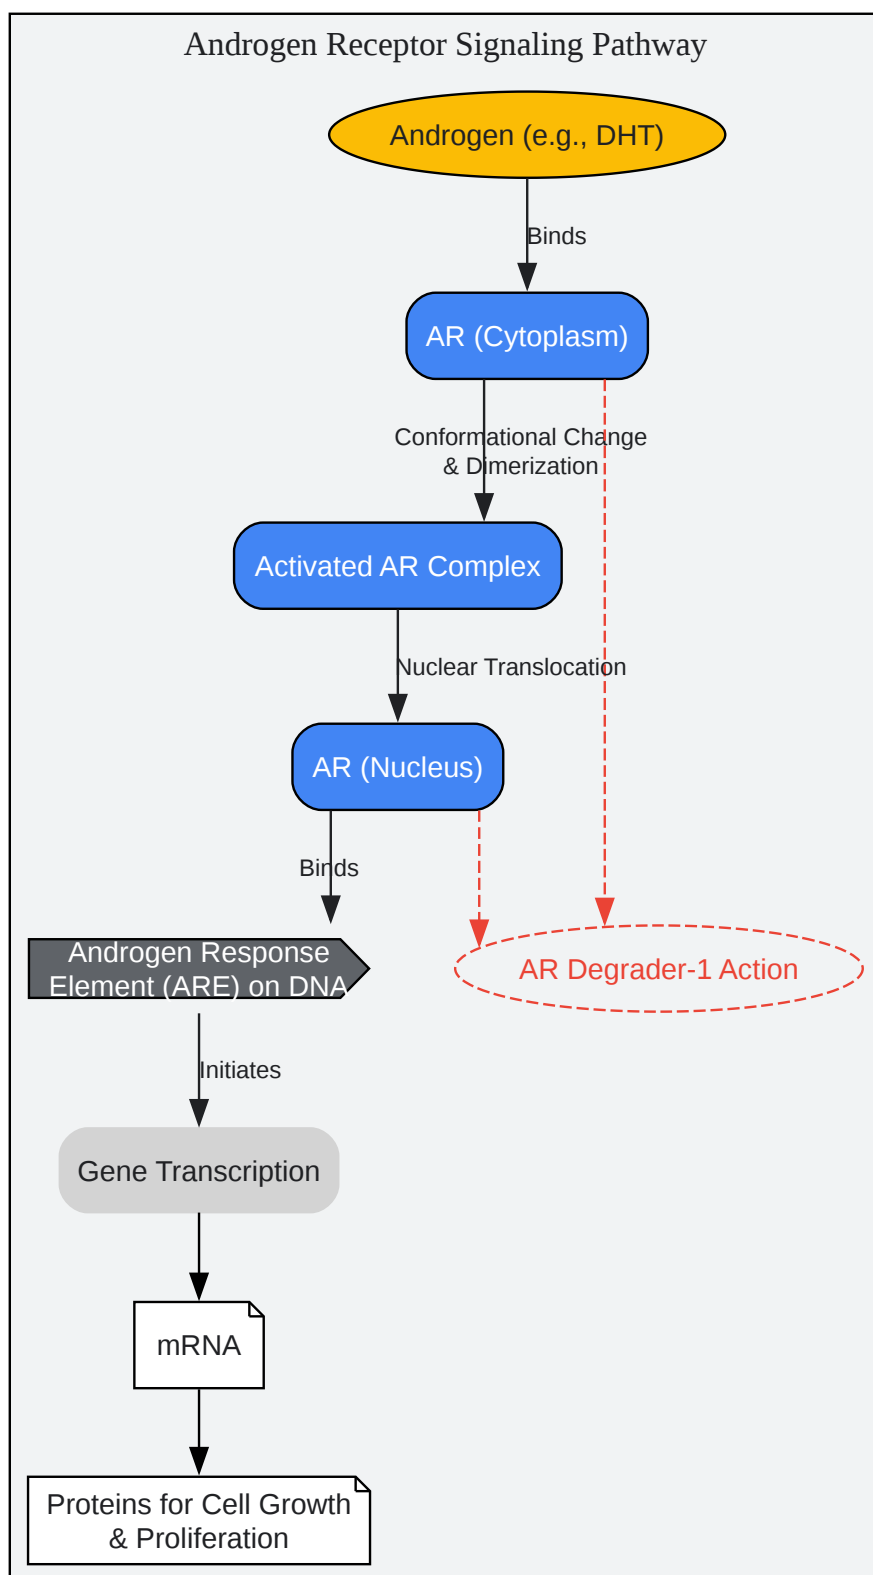 Androgen Receptor Signaling Pathway
Androgen (e.g., DHT)
Binds
AR (Cytoplasm)
Conformational Change
& Dimerization
Activated AR Complex
Nuclear Translocation
AR (Nucleus)
Binds
Androgen Response
Element (ARE) on DNA
AR Degrader-1 Action
Initiates
Gene Transcription
mRNA
Proteins for Cell Growth
& Proliferation